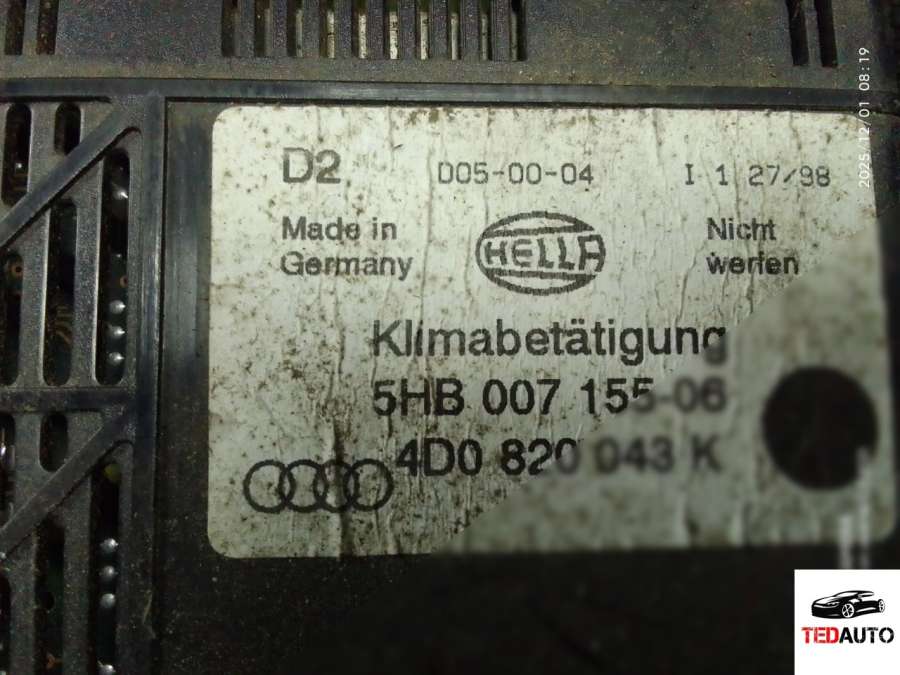 D2 D05-00-04 I 1 27/98
Made in
Germany
HELLA
Nicht
werfen
Klimabetätigung
5HB 007 155-06
4D0 820 043 K
2025/12/01 08:19
TEDAUTO